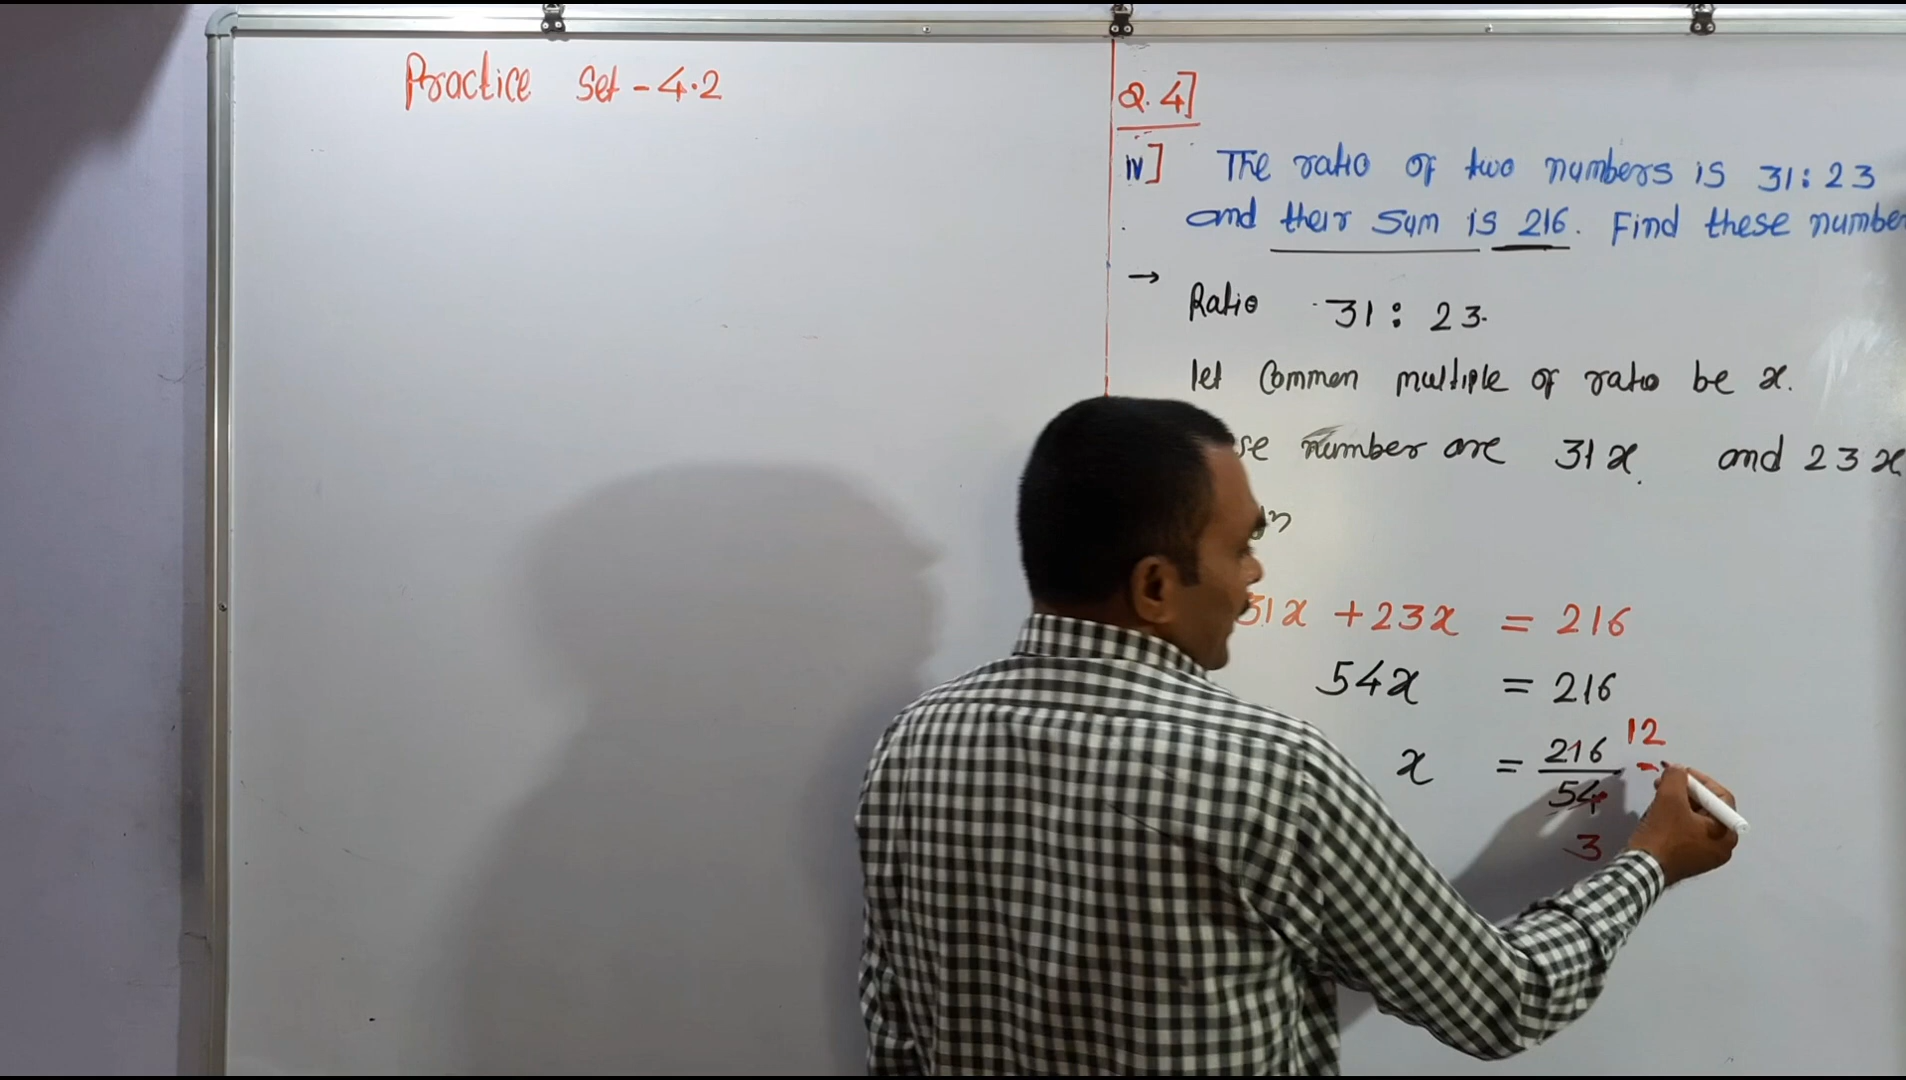 Practice Set - 4.2
Q. 4]
iv] The ratio of two numbers is 31:23
and their sum is 216. Find these number
→ Ratio 31 : 23.
let Common multiple of ratio be x.
number are 31x and 23x
31x + 23x = 216
54x = 216
x = 216/54 12
3